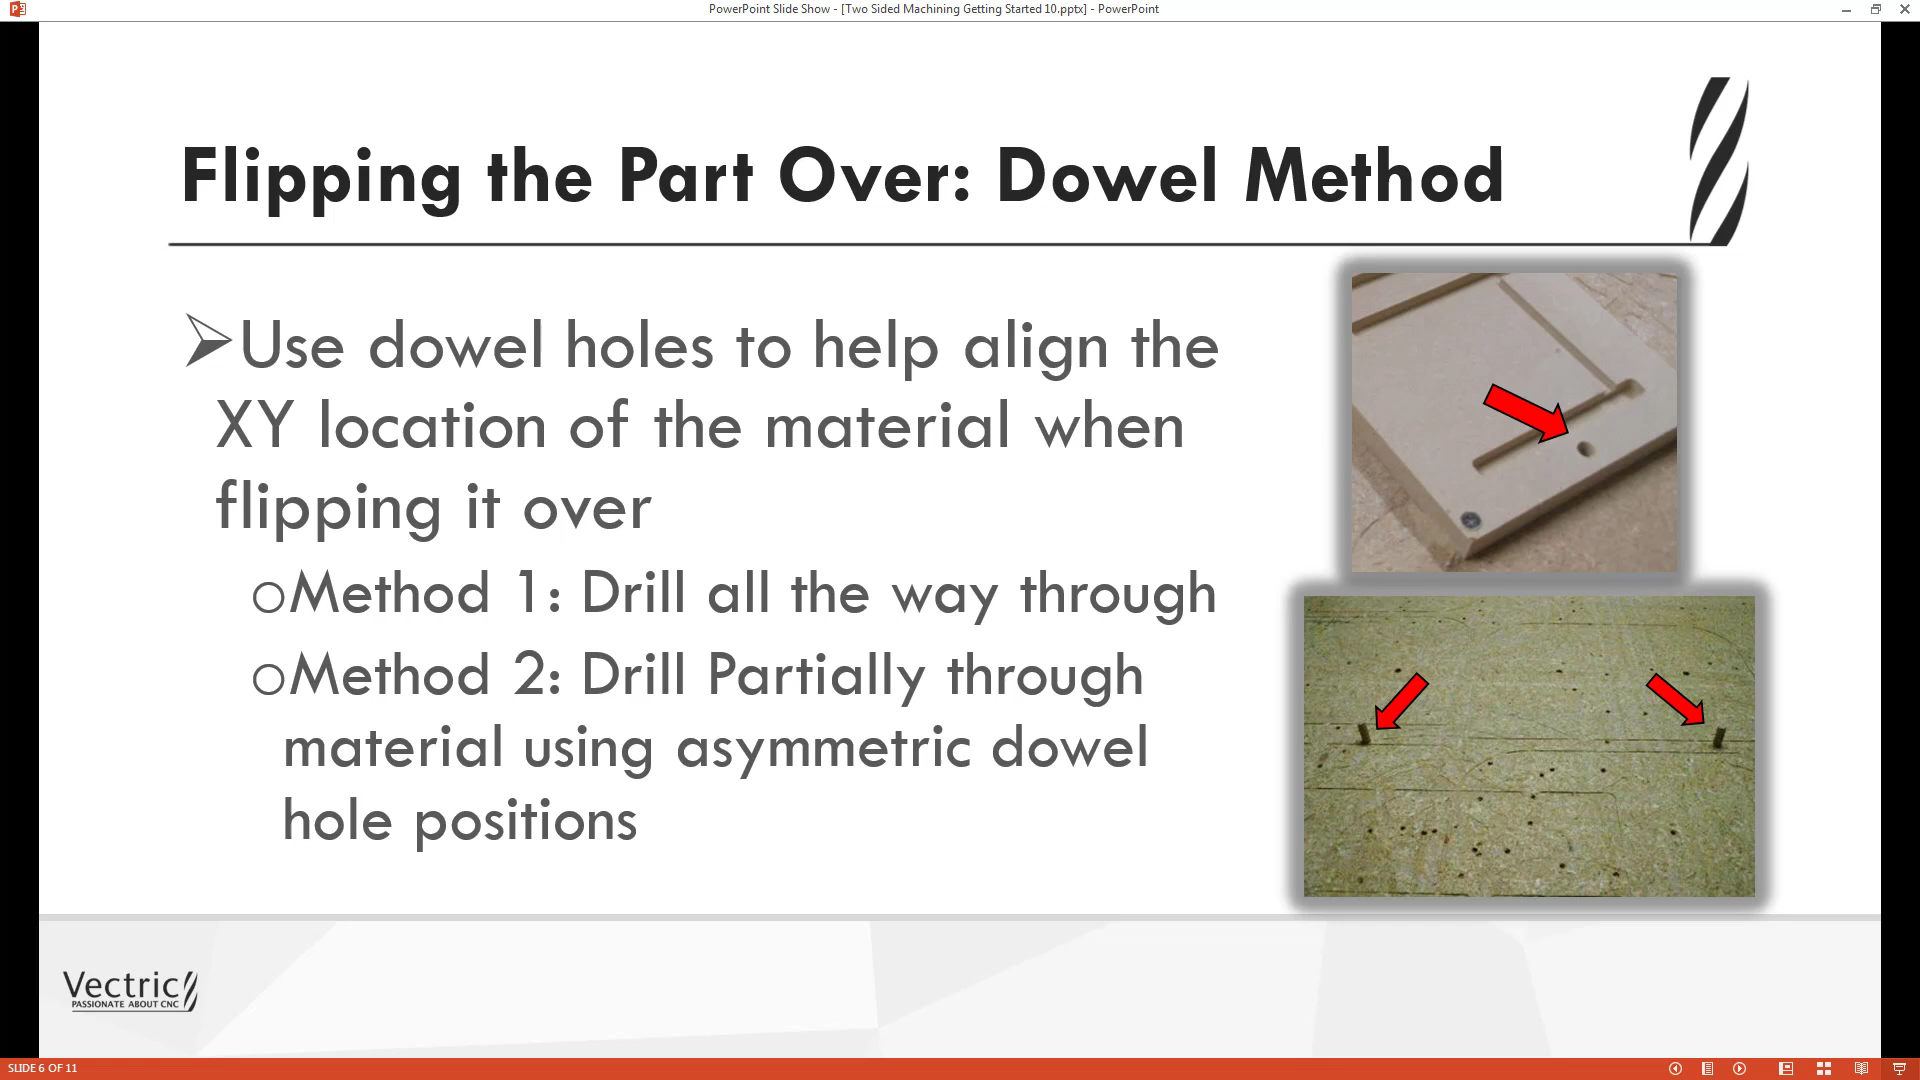 PowerPoint Slide Show - [Two Sided Machining Getting Started 10.pptx] - PowerPoint
Flipping the Part Over: Dowel Method
Use dowel holes to help align the
XY location of the material when
flipping it over
Method 1: Drill all the way through
Method 2: Drill Partially through
material using asymmetric dowel
hole positions
Vectric
PASSIONATE ABOUT CNC
SLIDE 6 OF 11